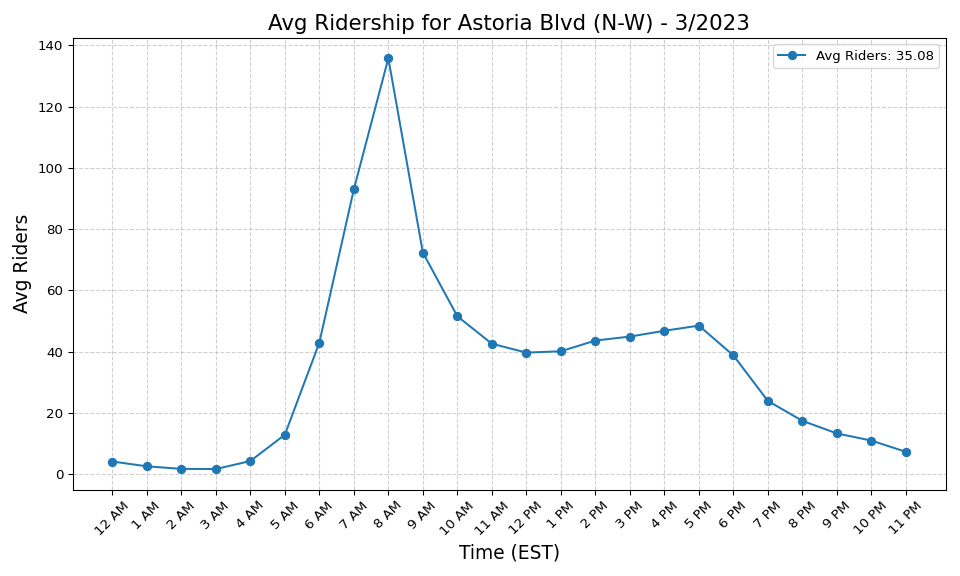 Avg Ridership for Astoria Blvd (N-W) - 3/2023
Avg Riders: 35.08
Avg Riders
140
120
100
80
60
40
20
0
12 AM
1 AM
2 AM
3 AM
4 AM
5 AM
6 AM
7 AM
8 AM
9 AM
10 AM
11 AM
12 PM
1 PM
2 PM
3 PM
4 PM
5 PM
6 PM
7 PM
8 PM
9 PM
10 PM
11 PM
Time (EST)